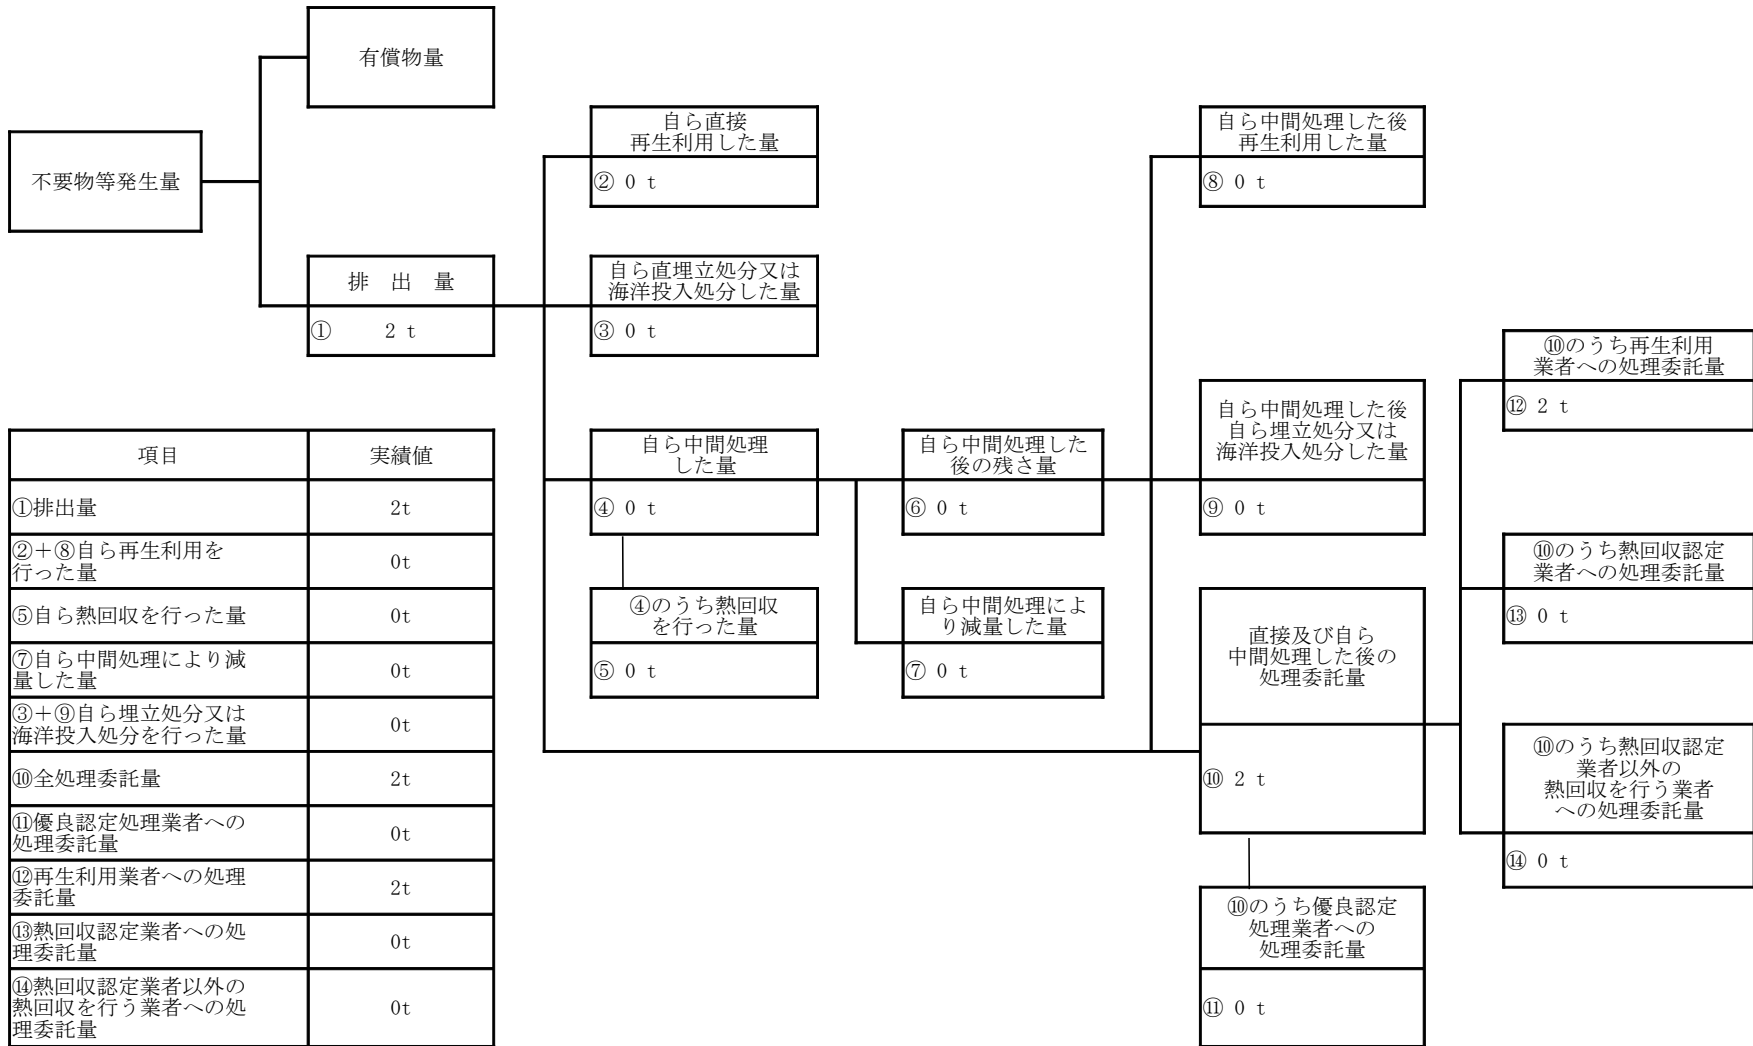 有償物量
不要物等発生量
排 出 量
① 2 t
自ら直接
再生利用した量
② 0 t
自ら直埋立処分又は
海洋投入処分した量
③ 0 t
自ら中間処理
した量
④ 0 t
④のうち熱回収
を行った量
⑤ 0 t
自ら中間処理した
後の残さ量
⑥ 0 t
自ら中間処理によ
り減量した量
⑦ 0 t
自ら中間処理した後
再生利用した量
⑧ 0 t
自ら中間処理した後
自ら埋立処分又は
海洋投入処分した量
⑨ 0 t
直接及び自ら
中間処理した後の
処理委託量
⑩ 2 t
⑩のうち優良認定
処理業者への
処理委託量
⑪ 0 t
⑩のうち再生利用
業者への処理委託量
⑫ 2 t
⑩のうち熱回収認定
業者への処理委託量
⑬ 0 t
⑩のうち熱回収認定
業者以外の
熱回収を行う業者
への処理委託量
⑭ 0 t
項目 実績値
①排出量 2t
②＋⑧自ら再生利用を
行った量 0t
⑤自ら熱回収を行った量 0t
⑦自ら中間処理により減
量した量 0t
③＋⑨自ら埋立処分又は
海洋投入処分を行った量 0t
⑩全処理委託量 2t
⑪優良認定処理業者への
処理委託量 0t
⑫再生利用業者への処理
委託量 2t
⑬熱回収認定業者への処
理委託量 0t
⑭熱回収認定業者以外の
熱回収を行う業者への処
理委託量 0t